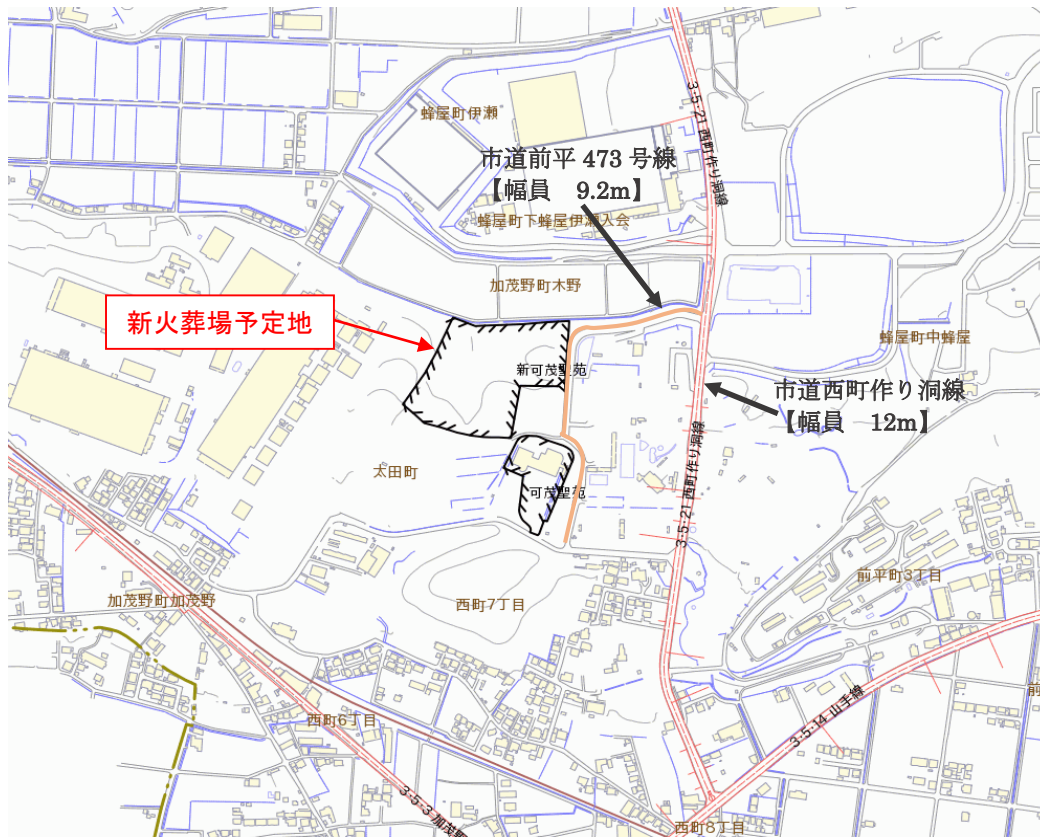 蜂屋町伊瀬
3・5・21 西町作り洞線
市道前平 473 号線
【幅員 9.2m】
蜂屋町下蜂屋伊瀬入会
加茂野町木野
新火葬場予定地
蜂屋町中蜂屋
新可茂聖苑
市道西町作り洞線
【幅員 12m】
太田町
可茂聖苑
3・5・21 西町作り洞線
前平町3丁目
加茂野町加茂野
西町7丁目
前
3・5・14 山手線
西町6丁目
3・5・3 加茂野
西町8丁目